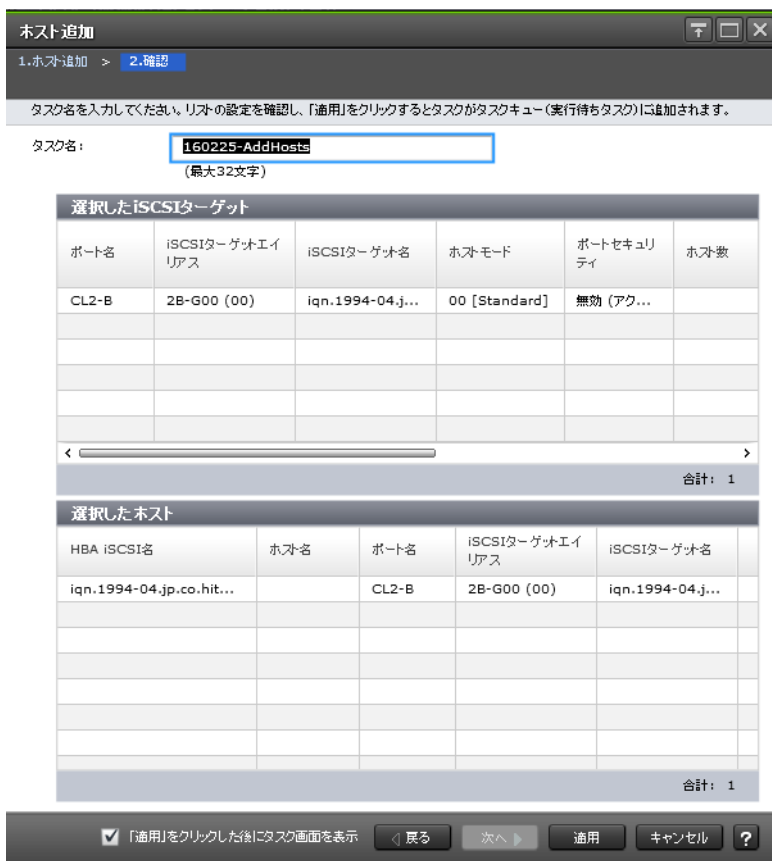 ホスト追加
1.ホスト追加 > 2.確認
タスク名を入力してください。リストの設定を確認し、「適用」をクリックするとタスクがタスクキュー(実行待ちタスク)に追加されます。
タスク名: 160225-AddHosts
(最大32文字)
選択したiSCSIターゲット
ポート名 iSCSIターゲットエイリアス iSCSIターゲット名 ホストモード ポートセキュリティ ホスト数
CL2-B 2B-G00 (00) iqn.1994-04.j... 00 [Standard] 無効 (アク...
合計: 1
選択したホスト
HBA iSCSI名 ホスト名 ポート名 iSCSIターゲットエイリアス iSCSIターゲット名
iqn.1994-04.jp.co.hit... CL2-B 2B-G00 (00) iqn.1994-04.j...
合計: 1
「適用」をクリックした後にタスク画面を表示 戻る 次へ 適用 キャンセル ?